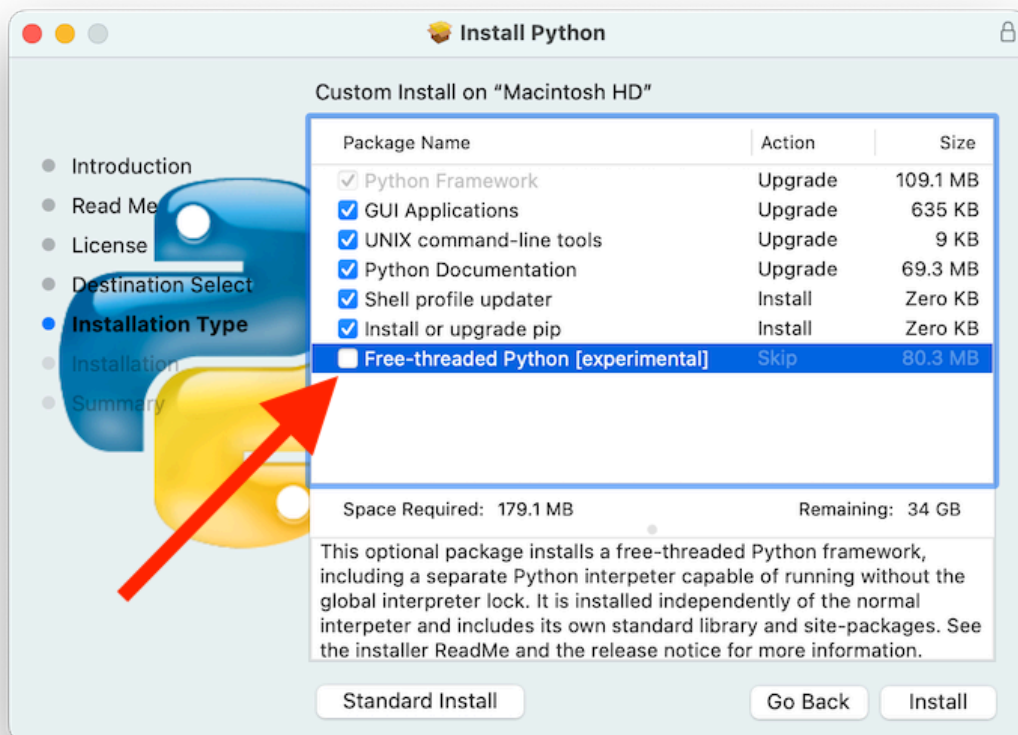 Install Python
Custom Install on “Macintosh HD”
Introduction
Read Me
License
Destination Select
Installation Type
Installation
Summary
Package Name Action Size
Python Framework Upgrade 109.1 MB
GUI Applications Upgrade 635 KB
UNIX command-line tools Upgrade 9 KB
Python Documentation Upgrade 69.3 MB
Shell profile updater Install Zero KB
Install or upgrade pip Install Zero KB
Free-threaded Python [experimental] Skip 80.3 MB
Space Required: 179.1 MB Remaining: 34 GB
This optional package installs a free-threaded Python framework,
including a separate Python interpeter capable of running without the
global interpreter lock. It is installed independently of the normal
interpeter and includes its own standard library and site-packages. See
the installer ReadMe and the release notice for more information.
Standard Install Go Back Install